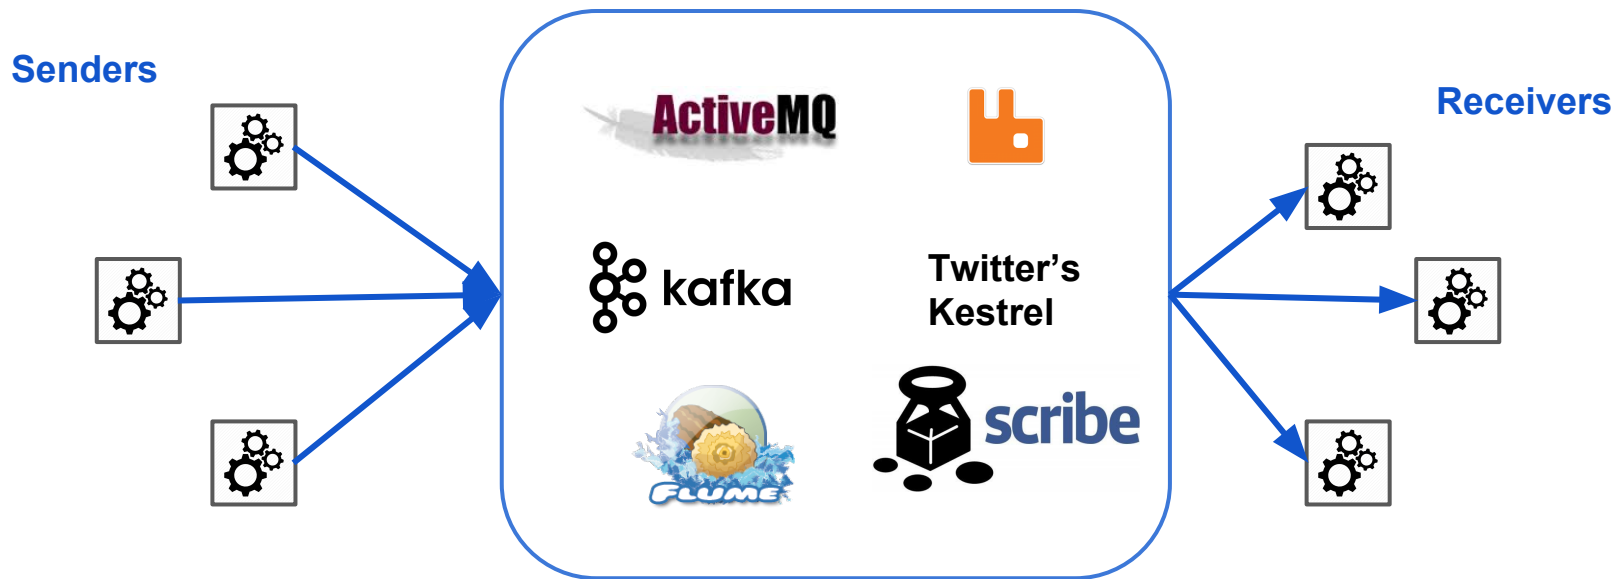 Senders
Receivers
ActiveMQ
kafka
Twitter's
Kestrel
FLUME
scribe